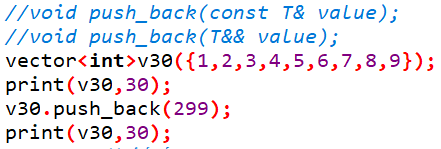 //void push_back(const T& value);
//void push_back(T&& value);
vector<int>v30({1,2,3,4,5,6,7,8,9});
print(v30,30);
v30.push_back(299);
print(v30,30);